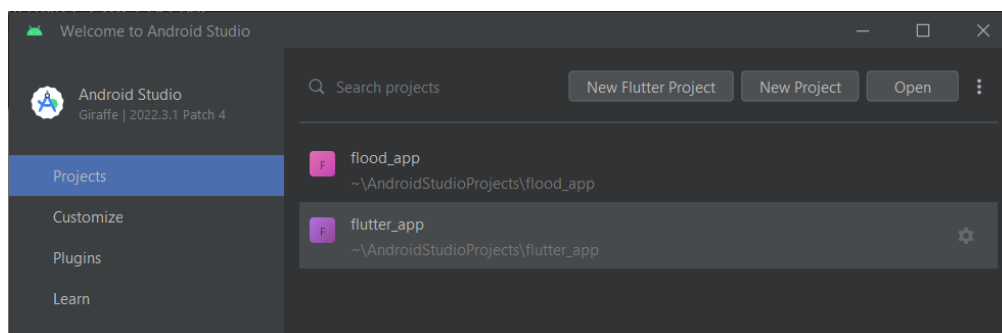 Welcome to Android Studio
Android Studio
Giraffe | 2022.3.1 Patch 4
Projects
Customize
Plugins
Learn
Search projects
New Flutter Project
New Project
Open
F
flood_app
~\AndroidStudioProjects\flood_app
F
flutter_app
~\AndroidStudioProjects\flutter_app